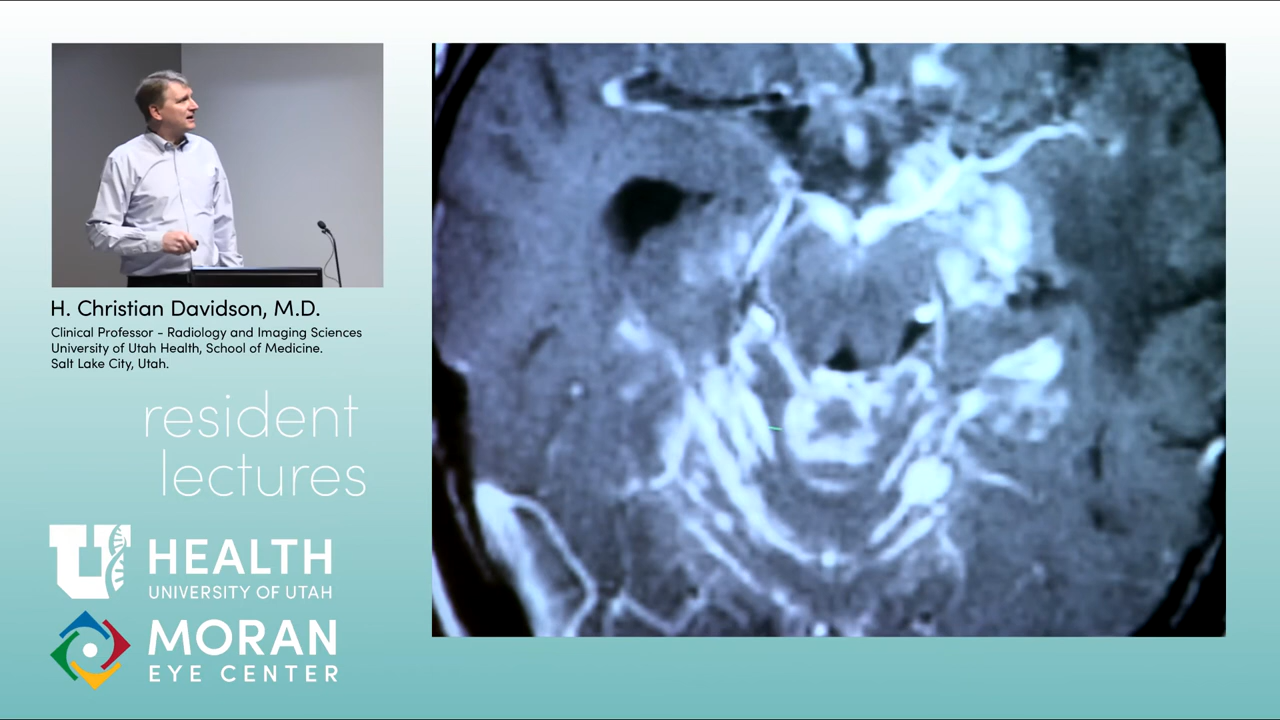 H. Christian Davidson, M.D.
Clinical Professor - Radiology and Imaging Sciences
University of Utah Health, School of Medicine.
Salt Lake City, Utah.
resident
lectures
U HEALTH
UNIVERSITY OF UTAH
MORAN
EYE CENTER